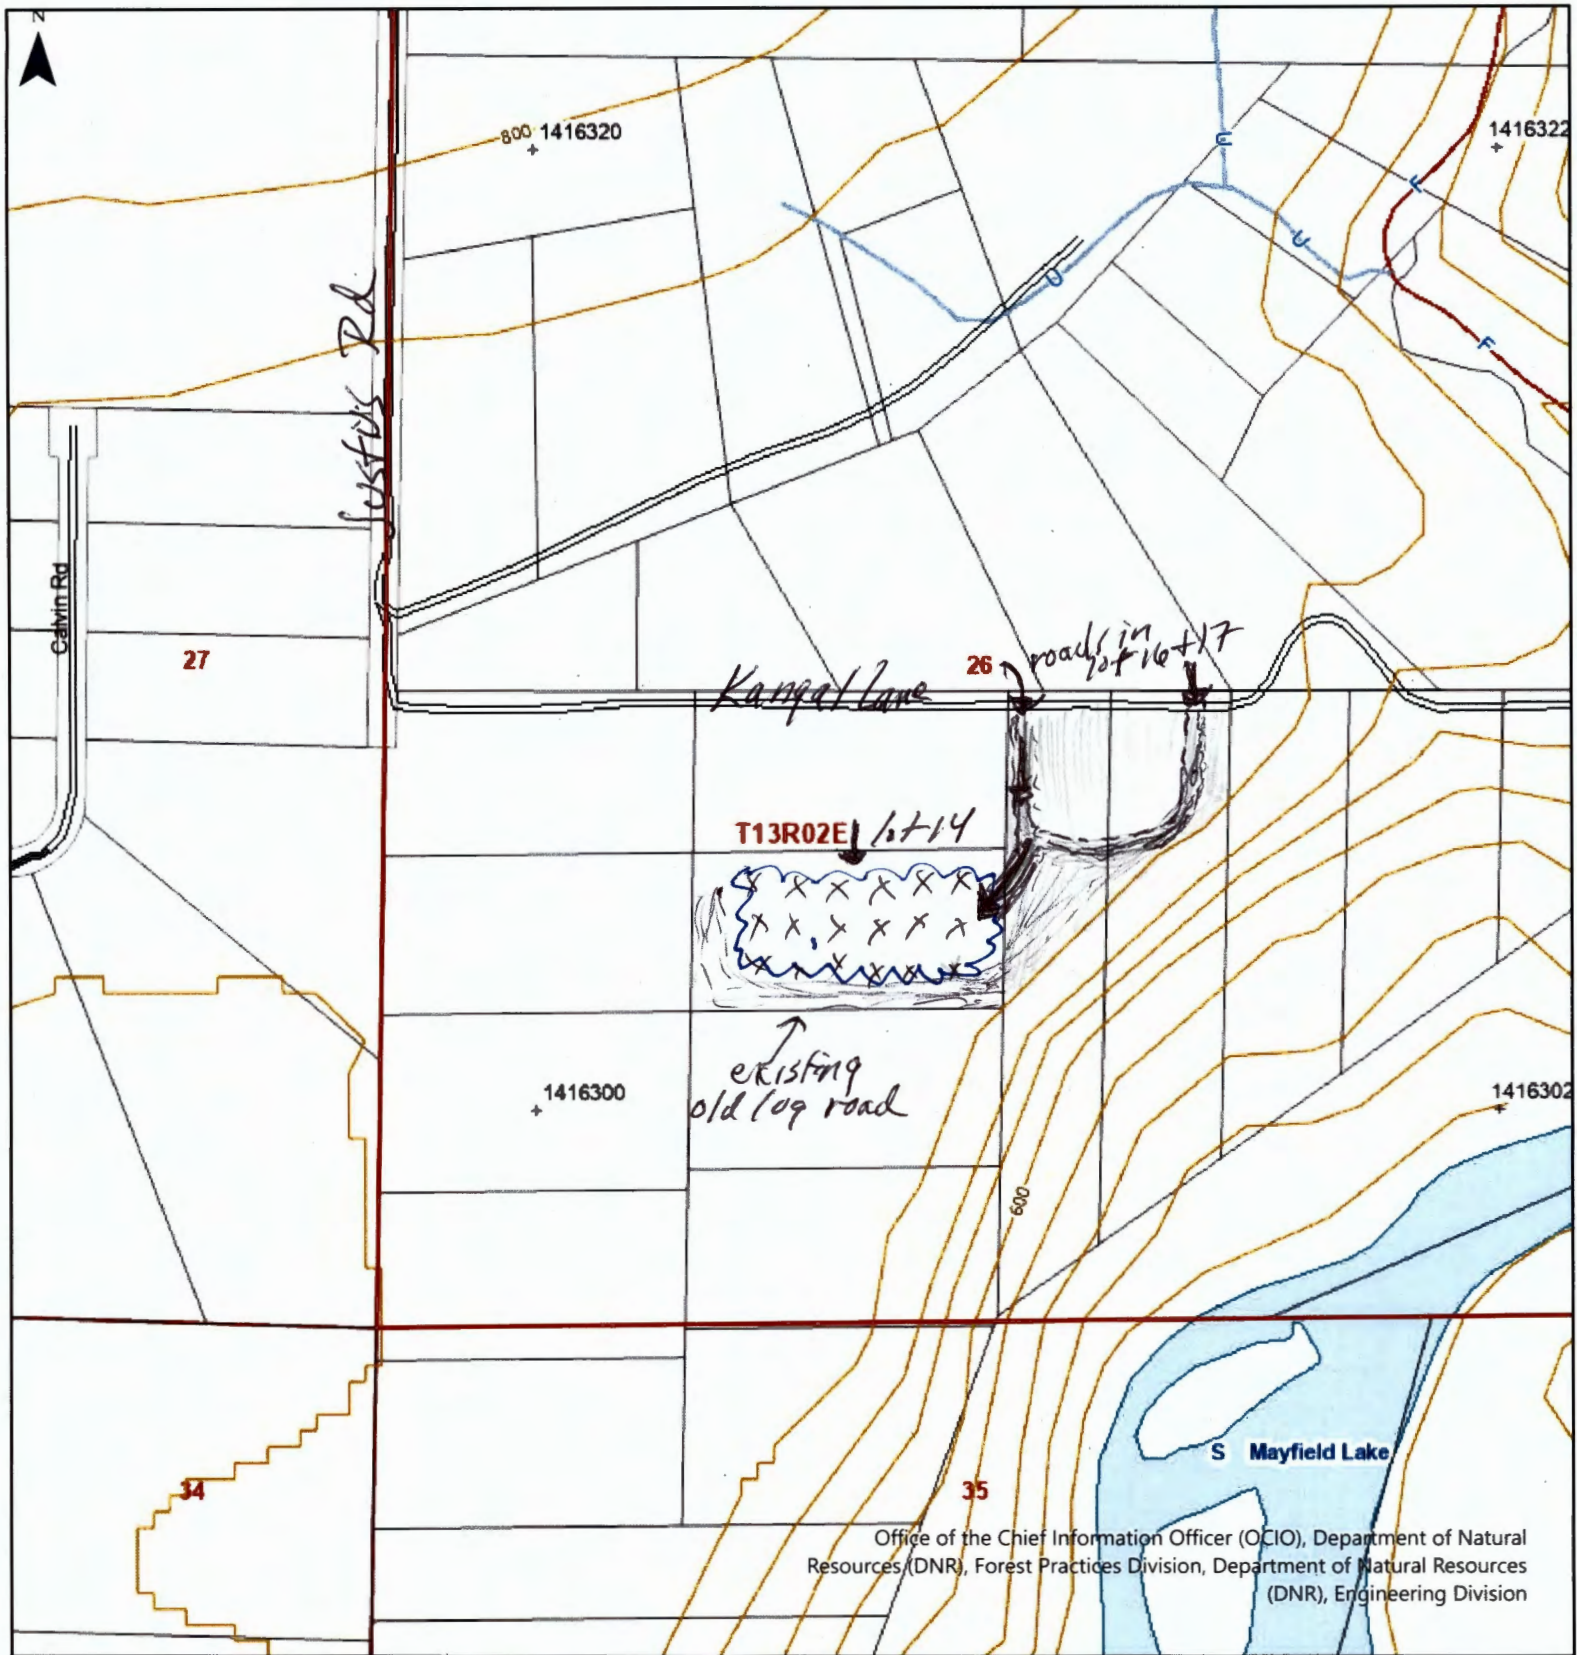 N
800 1416320
1416322
E
F
U
U
F
Justis Rd
Calvin Rd
27
26
roads in
lot 16+17
Kangal Lane
T13R02E
lot 14
existing
old log road
1416300
1416302
600
S Mayfield Lake
34
35
Office of the Chief Information Officer (OCIO), Department of Natural
Resources (DNR), Forest Practices Division, Department of Natural Resources
(DNR), Engineering Division